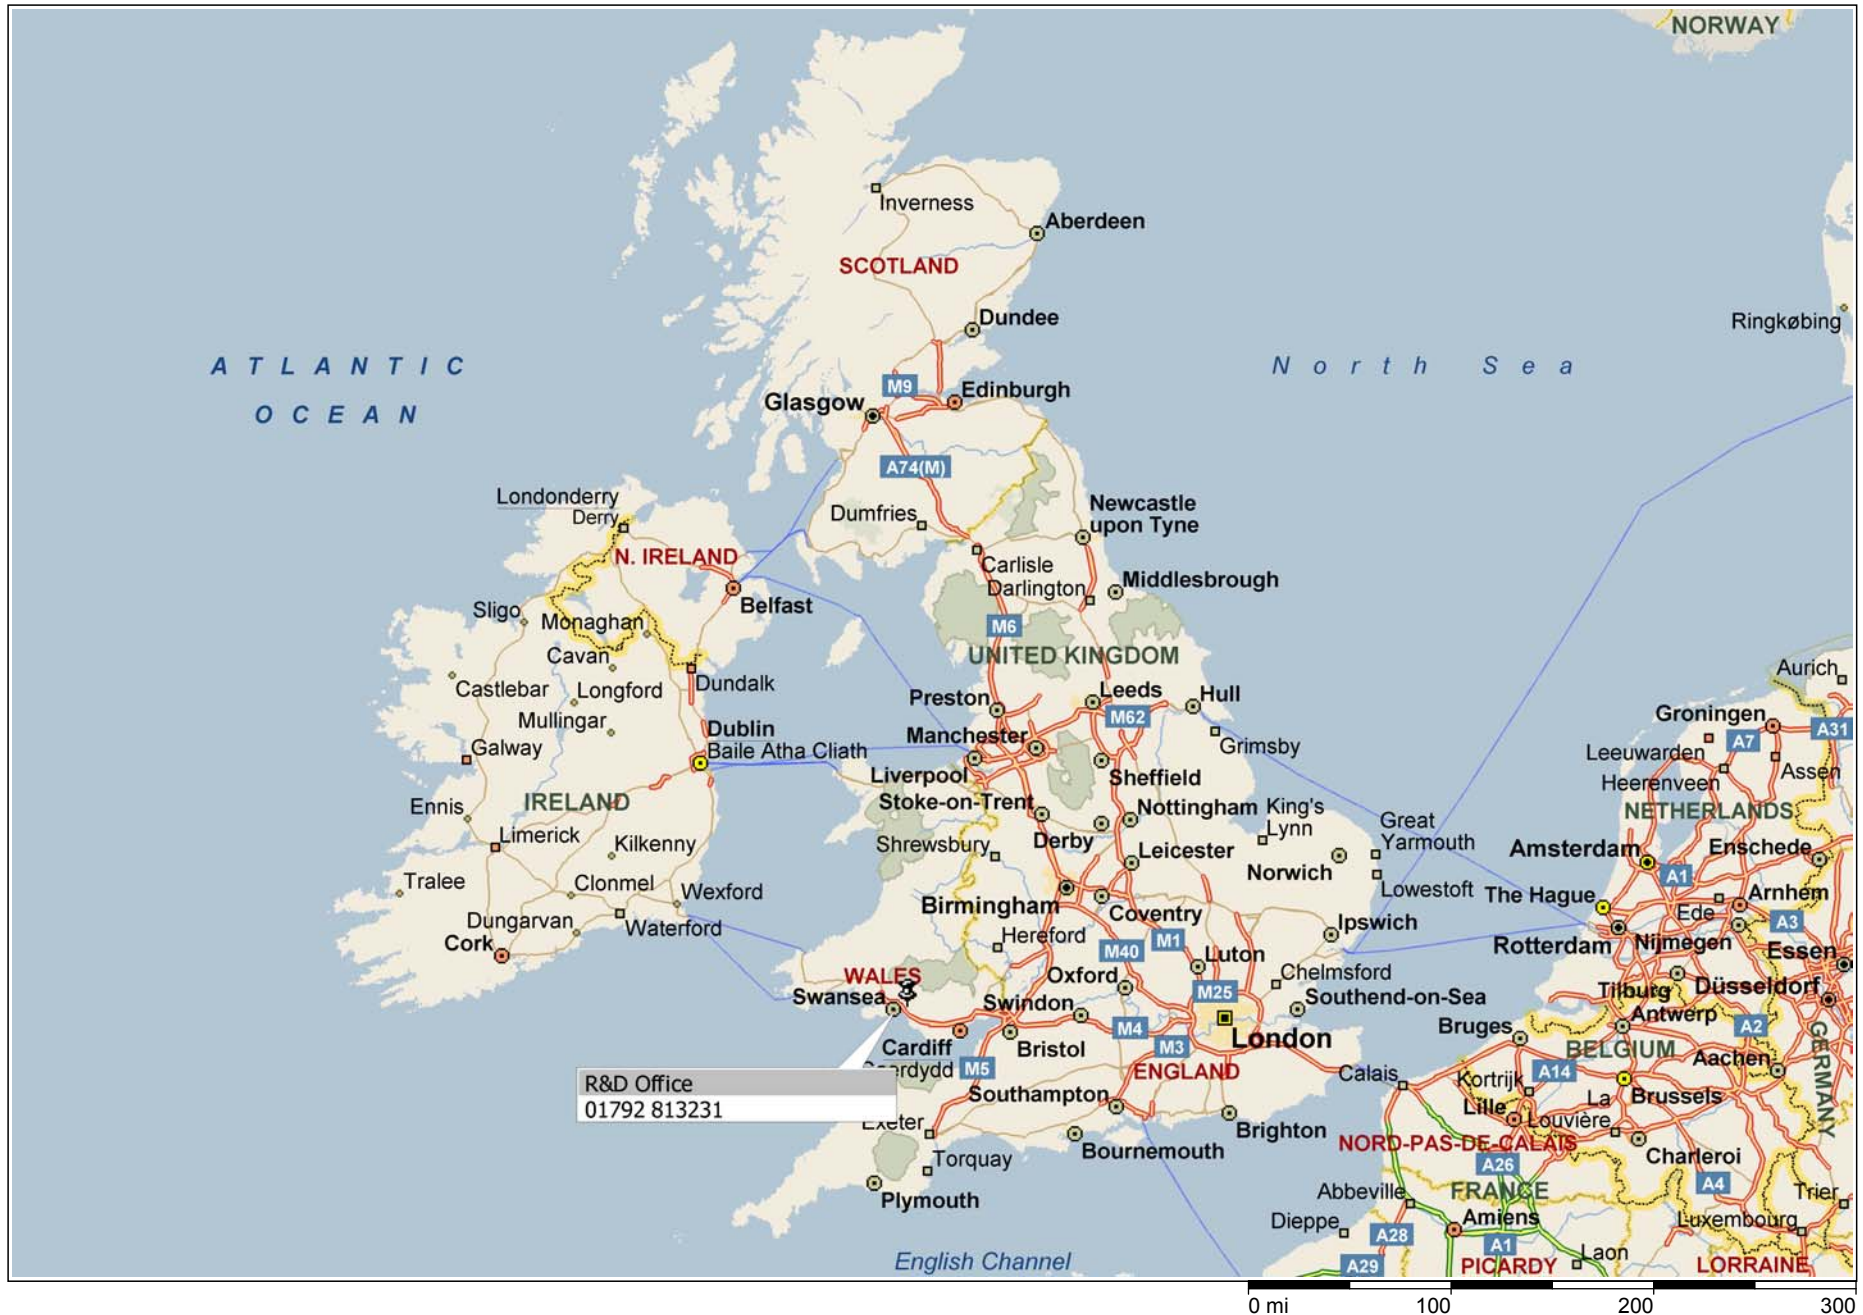 NORWAY
Inverness
Aberdeen
SCOTLAND
Dundee
Ringkøbing
ATLANTIC
OCEAN
North Sea
M9
Edinburgh
Glasgow
A74(M)
Londonderry
Derry
Dumfries
Newcastle
upon Tyne
N. IRELAND
Carlisle
Darlington
Middlesbrough
Belfast
Sligo
Monaghan
M6
Cavan
UNITED KINGDOM
Aurich
Castlebar
Longford
Dundalk
Preston
Leeds
Hull
Mullingar
M62
Groningen
A31
Dublin
Baile Atha Cliath
Manchester
Grimsby
A7
Leeuwarden
Galway
Liverpool
Sheffield
Heerenveen
Assen
IRELAND
Stoke-on-Trent
Nottingham
King's
Lynn
NETHERLANDS
Ennis
Great
Yarmouth
Limerick
Kilkenny
Shrewsbury
Derby
Leicester
Amsterdam
Enschede
Norwich
A1
Tralee
Clonmel
Wexford
Lowestoft
The Hague
Arnhem
Birmingham
Coventry
Ede
A3
Dungarvan
Waterford
Ipswich
Cork
Hereford
M40
M1
Luton
Rotterdam
Nijmegen
Essen
WALES
Oxford
Chelmsford
M25
Tilburg
Düsseldorf
Swansea
Swindon
Southend-on-Sea
Antwerp
Bruges
M4
A2
London
Cardiff
Bristol
M3
BELGIUM
Aachen
GERMANY
M5
ENGLAND
Calais
Kortrijk
A14
R&D Office
01792 813231
Southampton
La
Louvière
Brussels
Lille
Exeter
Brighton
Bournemouth
NORD-PAS-DE-CALAIS
Charleroi
Torquay
A26
Plymouth
Abbeville
FRANCE
A4
Trier
Dieppe
Amiens
Luxembourg
A28
A1
Laon
English Channel
A29
PICARDY
LORRAINE
0 mi 100 200 300